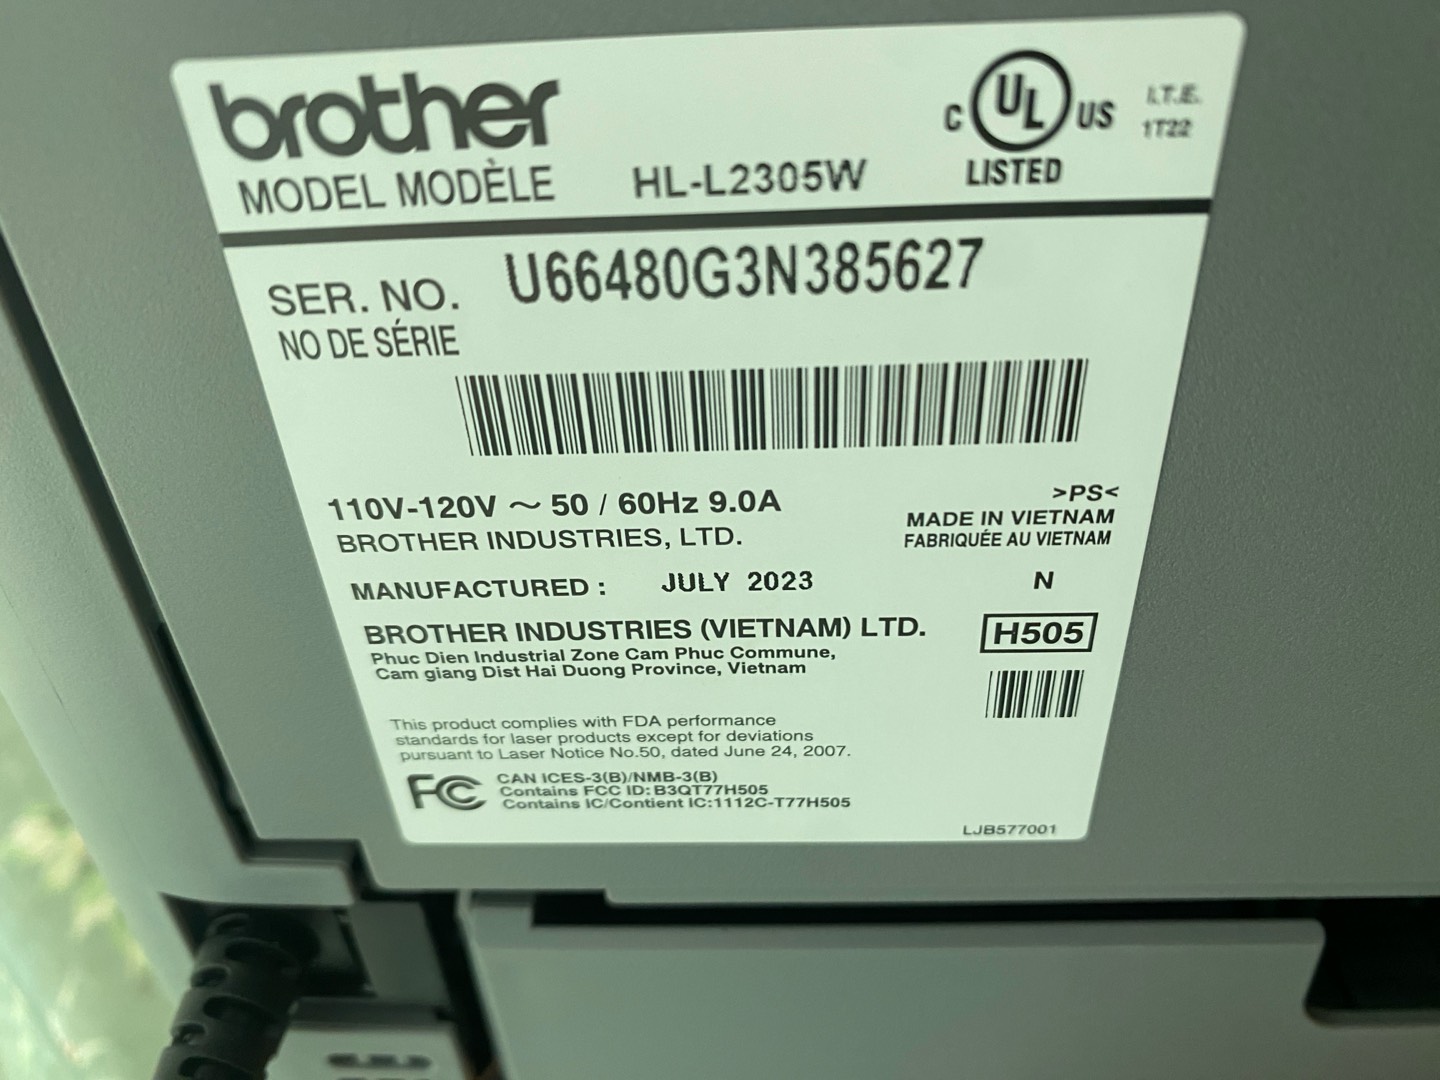 brother
MODEL MODÈLE HL-L2305W
C UL US
LISTED
I.T.E.
1T22
SER. NO. U66480G3N385627
NO DE SÉRIE
110V-120V ~ 50 / 60Hz 9.0A
BROTHER INDUSTRIES, LTD.
>PS<
MADE IN VIETNAM
FABRIQUÉE AU VIETNAM
MANUFACTURED : JULY 2023
N
BROTHER INDUSTRIES (VIETNAM) LTD.
Phuc Dien Industrial Zone Cam Phuc Commune,
Cam giang Dist Hai Duong Province, Vietnam
H505
This product complies with FDA performance
standards for laser products except for deviations
pursuant to Laser Notice No.50, dated June 24, 2007.
FC
CAN ICES-3(B)/NMB-3(B)
Contains FCC ID: B3QT77H505
Contains IC/Contient IC:1112C-T77H505
LJB577001